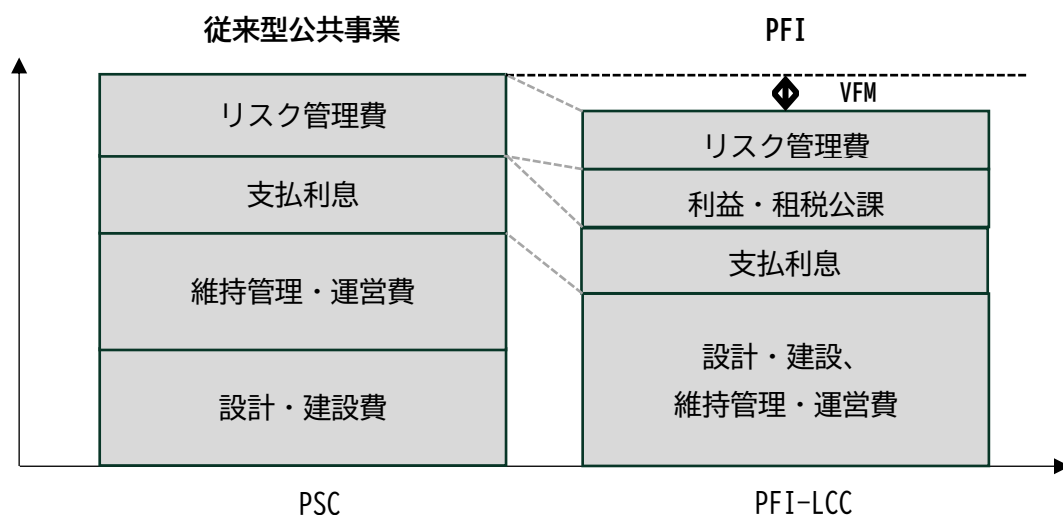 従来型公共事業
PFI
VFM
リスク管理費
支払利息
維持管理・運営費
設計・建設費
リスク管理費
利益・租税公課
支払利息
設計・建設、
維持管理・運営費
PSC
PFI-LCC